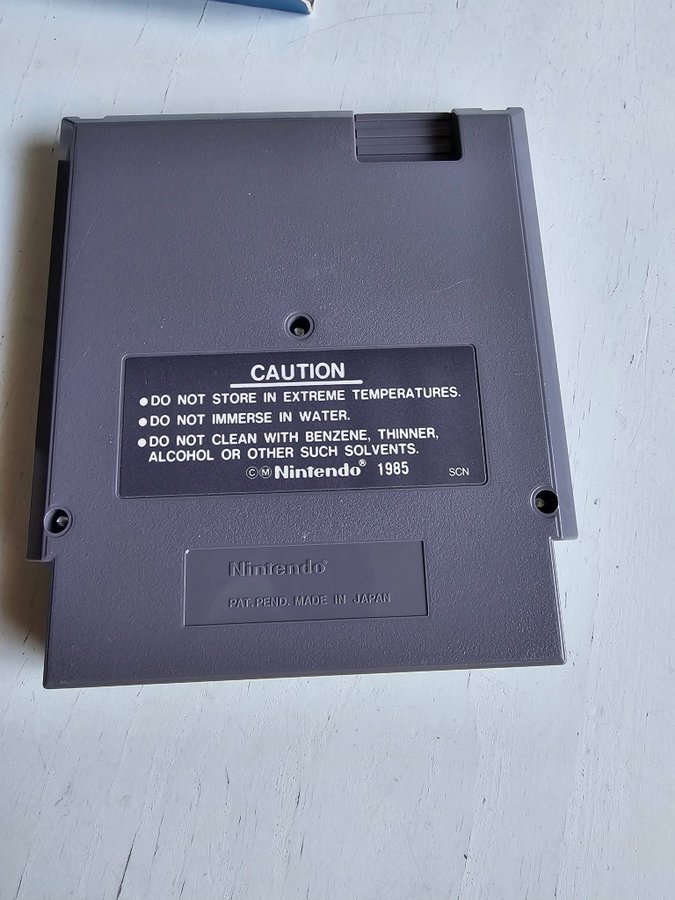 CAUTION
●DO NOT STORE IN EXTREME TEMPERATURES.
●DO NOT IMMERSE IN WATER.
●DO NOT CLEAN WITH BENZENE, THINNER,
ALCOHOL OR OTHER SUCH SOLVENTS.
ⒸⓂNintendo® 1985 SCN
Nintendo®
PAT. PEND. MADE IN JAPAN